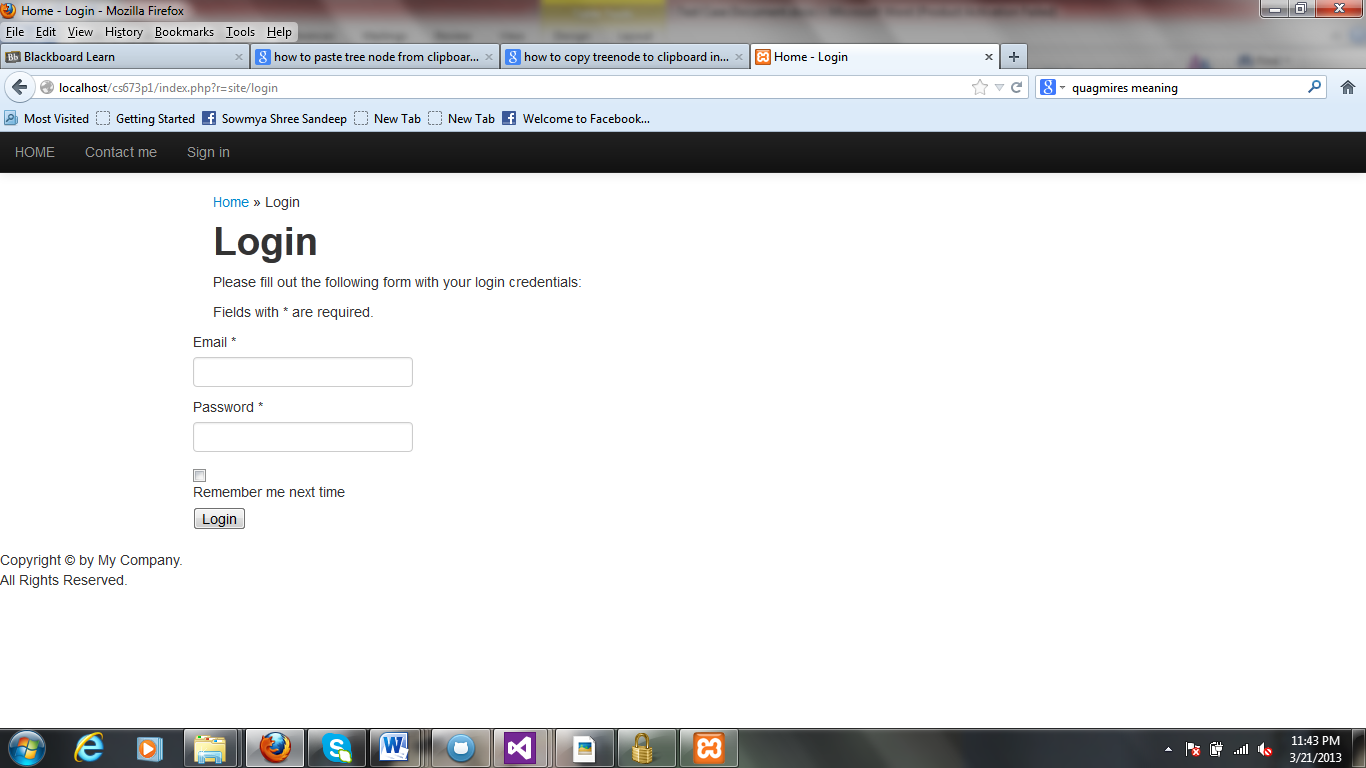 Home - Login - Mozilla Firefox
File Edit View History Bookmarks Tools Help
Bb Blackboard Learn how to paste tree node from clipboar... how to copy treenode to clipboard in... Home - Login
localhost/cs673p1/index.php?r=site/login quagmires meaning
Most Visited Getting Started Sowmya Shree Sandeep New Tab New Tab Welcome to Facebook...
HOME Contact me Sign in
Home » Login
Login
Please fill out the following form with your login credentials:
Fields with * are required.
Email *
Password *
Remember me next time
Login
Copyright © by My Company.
All Rights Reserved.
11:43 PM
3/21/2013